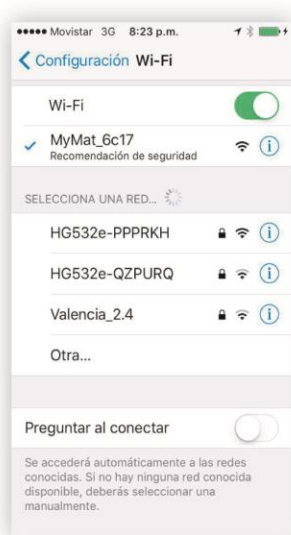 Movistar 3G 8:23 p.m.
Configuración Wi-Fi
Wi-Fi
MyMat_6c17
Recomendación de seguridad
SELECCIONA UNA RED...
HG532e-PPPRKH
HG532e-QZPURQ
Valencia_2.4
Otra...
Preguntar al conectar
Se accederá automáticamente a las redes
conocidas. Si no hay ninguna red conocida
disponible, deberás seleccionar una
manualmente.